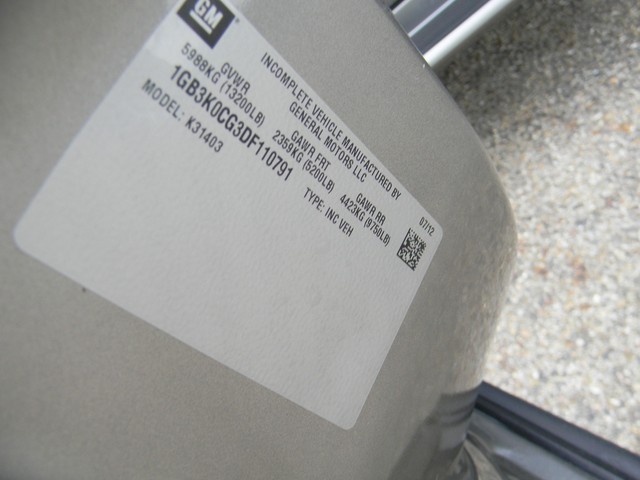 GM
INCOMPLETE VEHICLE MANUFACTURED BY
GENERAL MOTORS LLC
07/12
GVWR GAWR FRT GAWR RR
5988KG (13200LB) 2359KG (5200LB) 4423KG (9750LB)
1GB3K0CG3DF110791 TYPE: INC VEH
MODEL: K31403